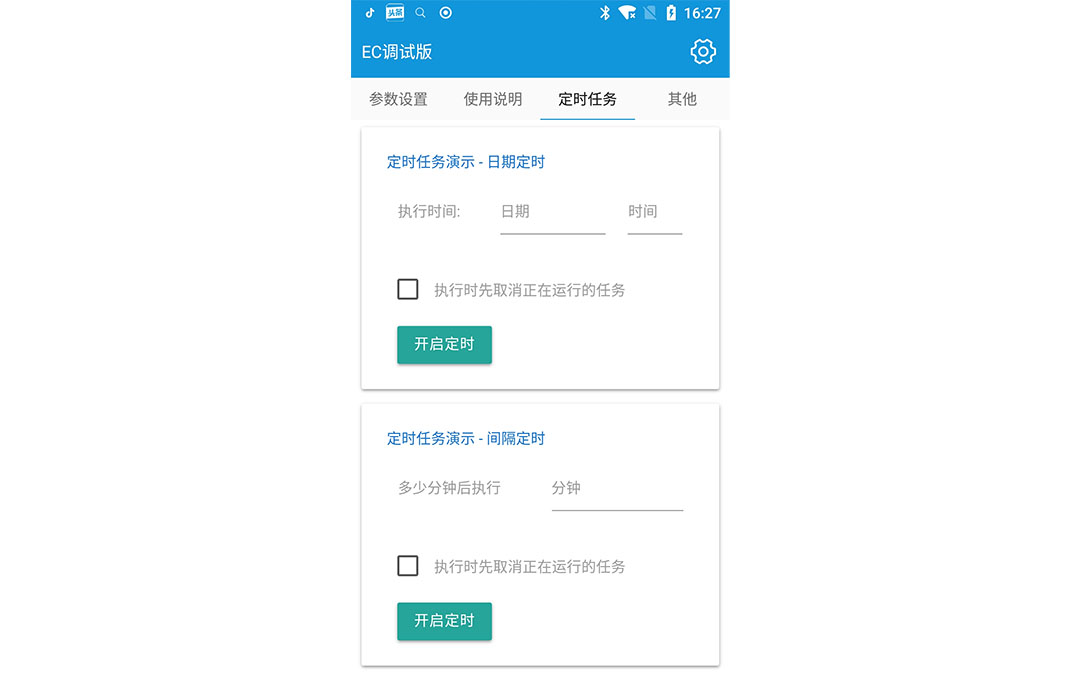 头条 16:27
EC调试版
参数设置 使用说明 定时任务 其他
定时任务演示 - 日期定时
执行时间: 日期 时间
执行时先取消正在运行的任务
开启定时
定时任务演示 - 间隔定时
多少分钟后执行 分钟
执行时先取消正在运行的任务
开启定时